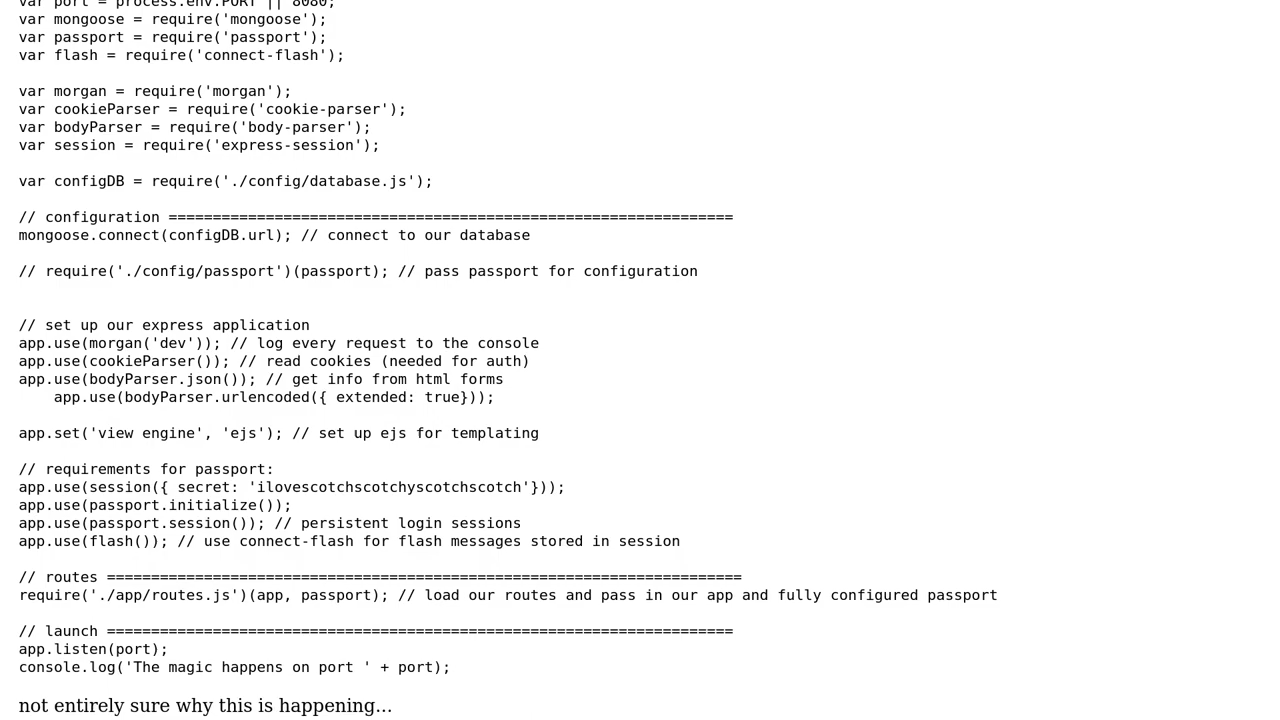 var port = process.env.PORT || 8080;
var mongoose = require('mongoose');
var passport = require('passport');
var flash = require('connect-flash');

var morgan = require('morgan');
var cookieParser = require('cookie-parser');
var bodyParser = require('body-parser');
var session = require('express-session');

var configDB = require('./config/database.js');

// configuration ================================================================
mongoose.connect(configDB.url); // connect to our database

// require('./config/passport')(passport); // pass passport for configuration


// set up our express application
app.use(morgan('dev')); // log every request to the console
app.use(cookieParser()); // read cookies (needed for auth)
app.use(bodyParser.json()); // get info from html forms
    app.use(bodyParser.urlencoded({ extended: true}));

app.set('view engine', 'ejs'); // set up ejs for templating

// requirements for passport:
app.use(session({ secret: 'ilovescotchscotchyscotchscotch'}));
app.use(passport.initialize());
app.use(passport.session()); // persistent login sessions
app.use(flash()); // use connect-flash for flash messages stored in session

// routes ========================================================================
require('./app/routes.js')(app, passport); // load our routes and pass in our app and fully configured passport

// launch =======================================================================
app.listen(port);
console.log('The magic happens on port ' + port);

not entirely sure why this is happening...